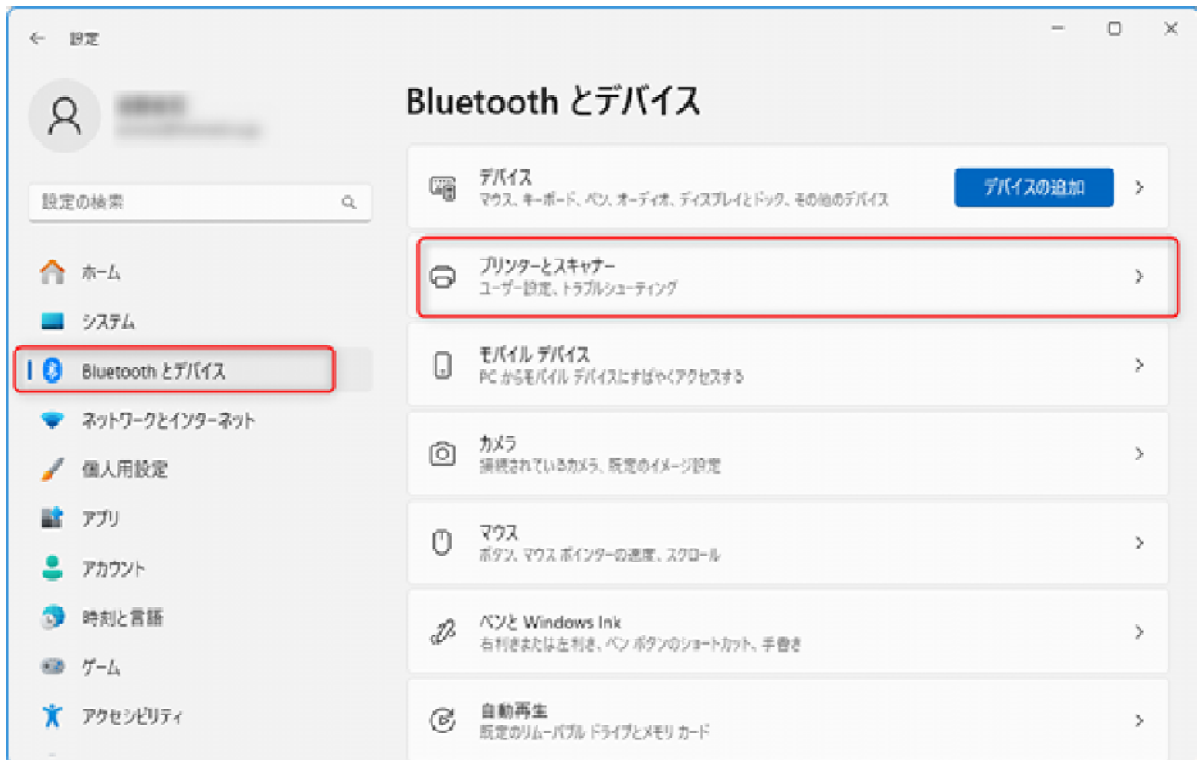 設定
設定の検索
ホーム
システム
Bluetooth とデバイス
ネットワークとインターネット
個人用設定
アプリ
アカウント
時刻と言語
ゲーム
アクセシビリティ
Bluetooth とデバイス
デバイス
マウス、キーボード、ペン、オーディオ、ディスプレイとドック、その他のデバイス
デバイスの追加
プリンターとスキャナー
ユーザー設定、トラブルシューティング
モバイル デバイス
PC からモバイル デバイスにすばやくアクセスする
カメラ
接続されているカメラ、既定のイメージ設定
マウス
ボタン、マウス ポインターの速度、スクロール
ペンと Windows Ink
右利きまたは左利き、ペン ボタンのショートカット、手書き
自動再生
既定のリムーバブル ドライブとメモリ カード